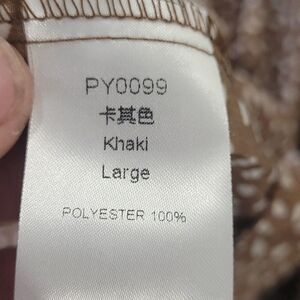 PY0099
卡其色
Khaki
Large
POLYESTER 100%